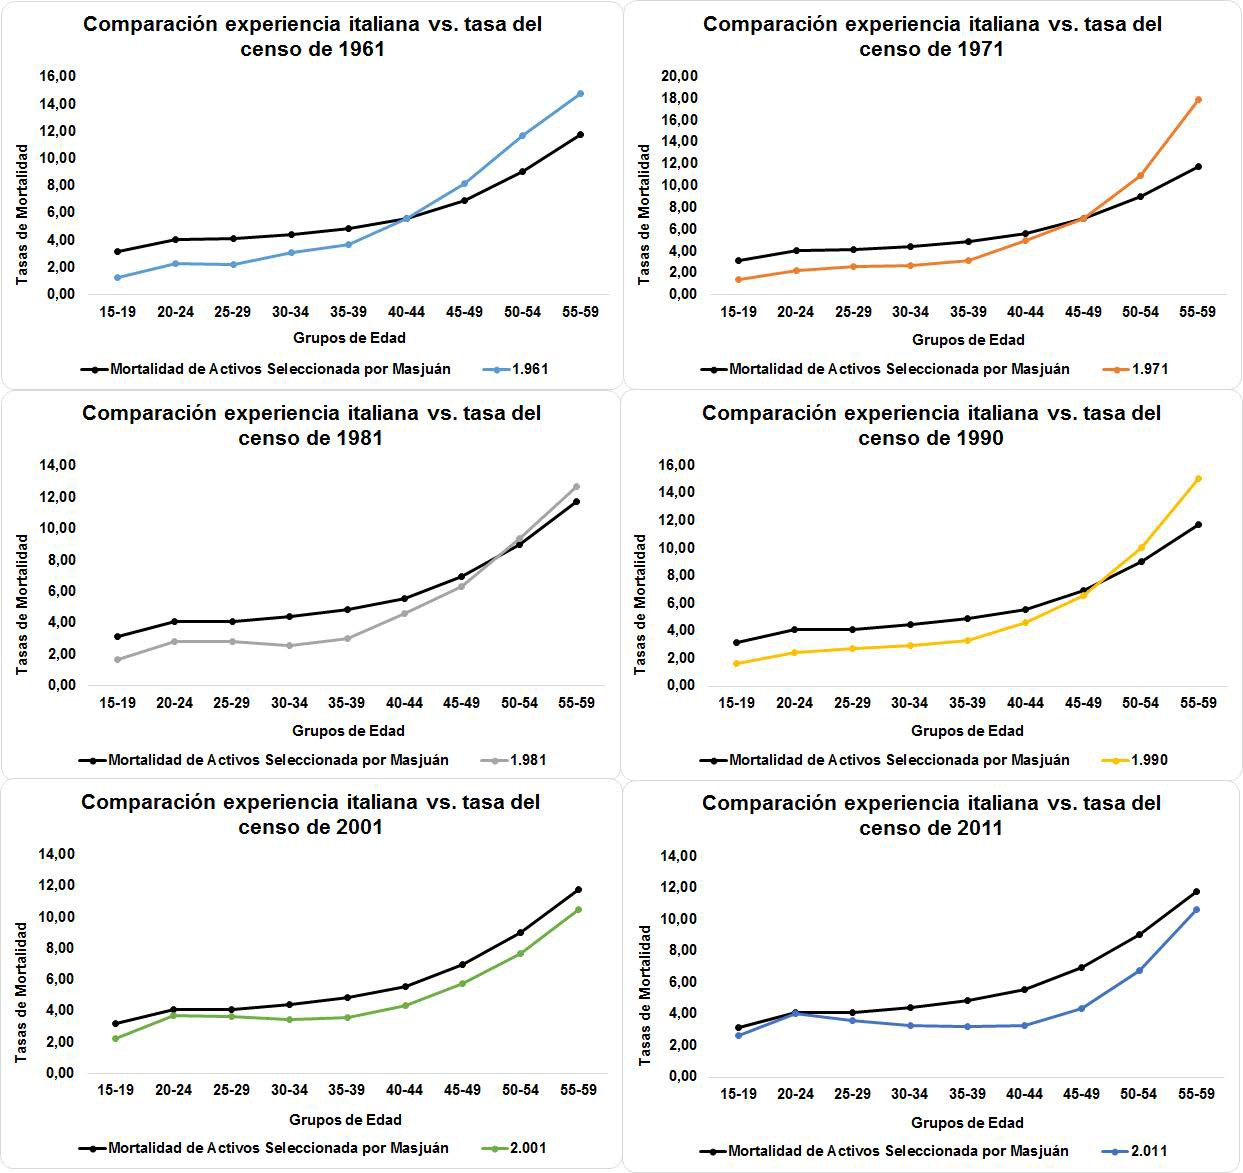 Comparación experiencia italiana vs. tasa del
censo de 1961
Tasas de Mortalidad
16,00
14,00
12,00
10,00
8,00
6,00
4,00
2,00
0,00
15-19 20-24 25-29 30-34 35-39 40-44 45-49 50-54 55-59
Grupos de Edad
Mortalidad de Activos Seleccionada por Masjuán 1.961
Comparación experiencia italiana vs. tasa del
censo de 1971
Tasas de Mortalidad
20,00
18,00
16,00
14,00
12,00
10,00
8,00
6,00
4,00
2,00
0,00
15-19 20-24 25-29 30-34 35-39 40-44 45-49 50-54 55-59
Grupos de Edad
Mortalidad de Activos Seleccionada por Masjuán 1.971
Comparación experiencia italiana vs. tasa del
censo de 1981
Tasas de Mortalidad
14,00
12,00
10,00
8,00
6,00
4,00
2,00
0,00
15-19 20-24 25-29 30-34 35-39 40-44 45-49 50-54 55-59
Grupos de Edad
Mortalidad de Activos Seleccionada por Masjuán 1.981
Comparación experiencia italiana vs. tasa del
censo de 1990
Tasas de Mortalidad
16,00
14,00
12,00
10,00
8,00
6,00
4,00
2,00
0,00
15-19 20-24 25-29 30-34 35-39 40-44 45-49 50-54 55-59
Grupos de Edad
Mortalidad de Activos Seleccionada por Masjuán 1.990
Comparación experiencia italiana vs. tasa del
censo de 2001
Tasas de Mortalidad
14,00
12,00
10,00
8,00
6,00
4,00
2,00
0,00
15-19 20-24 25-29 30-34 35-39 40-44 45-49 50-54 55-59
Grupos de Edad
Mortalidad de Activos Seleccionada por Masjuán 2.001
Comparación experiencia italiana vs. tasa del
censo de 2011
Tasas de Mortalidad
14,00
12,00
10,00
8,00
6,00
4,00
2,00
0,00
15-19 20-24 25-29 30-34 35-39 40-44 45-49 50-54 55-59
Grupos de Edad
Mortalidad de Activos Seleccionada por Masjuán 2.011